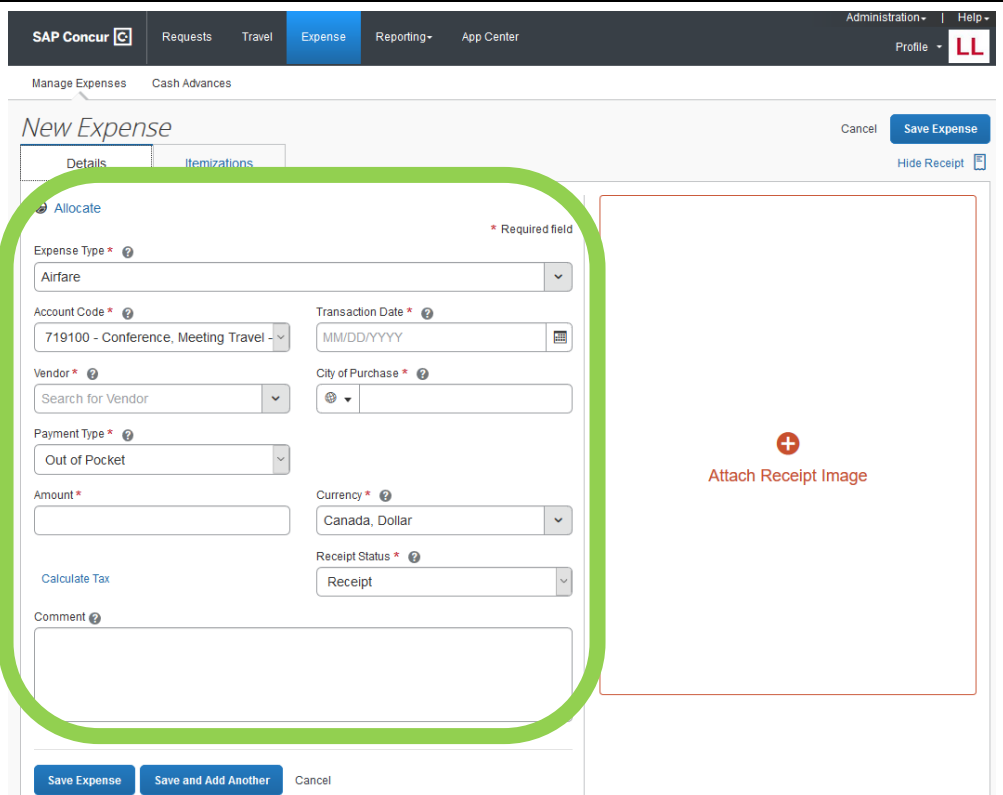 Administration | Help
SAP Concur C Requests Travel Expense Reporting App Center
Profile LL
Manage Expenses Cash Advances
New Expense
Cancel Save Expense
Details Itemizations
Hide Receipt
Allocate
* Required field
Expense Type * ?
Airfare
Account Code * ? Transaction Date * ?
719100 - Conference, Meeting Travel - MM/DD/YYYY
Vendor * ? City of Purchase * ?
Search for Vendor
Payment Type * ?
Out of Pocket
Attach Receipt Image
Amount * Currency * ?
Canada, Dollar
Receipt Status * ?
Calculate Tax Receipt
Comment ?
Save Expense Save and Add Another Cancel